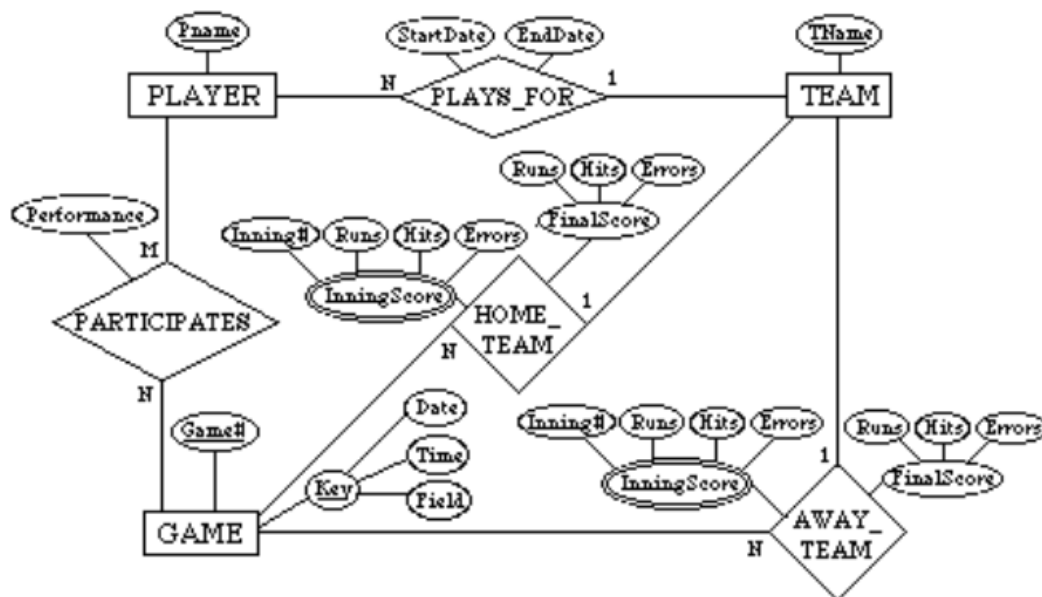 Pname
StartDate
EndDate
TName
PLAYER
N
PLAYS_FOR
1
TEAM
Runs
Hits
Errors
Performance
FinalScore
Inning#
Runs
Hits
Errors
M
InningScore
1
PARTICIPATES
HOME_
TEAM
N
N
Date
Game#
Inning#
Runs
Hits
Errors
Runs
Hits
Errors
Time
1
Key
InningScore
FinalScore
Field
GAME
N
AWAY_
TEAM